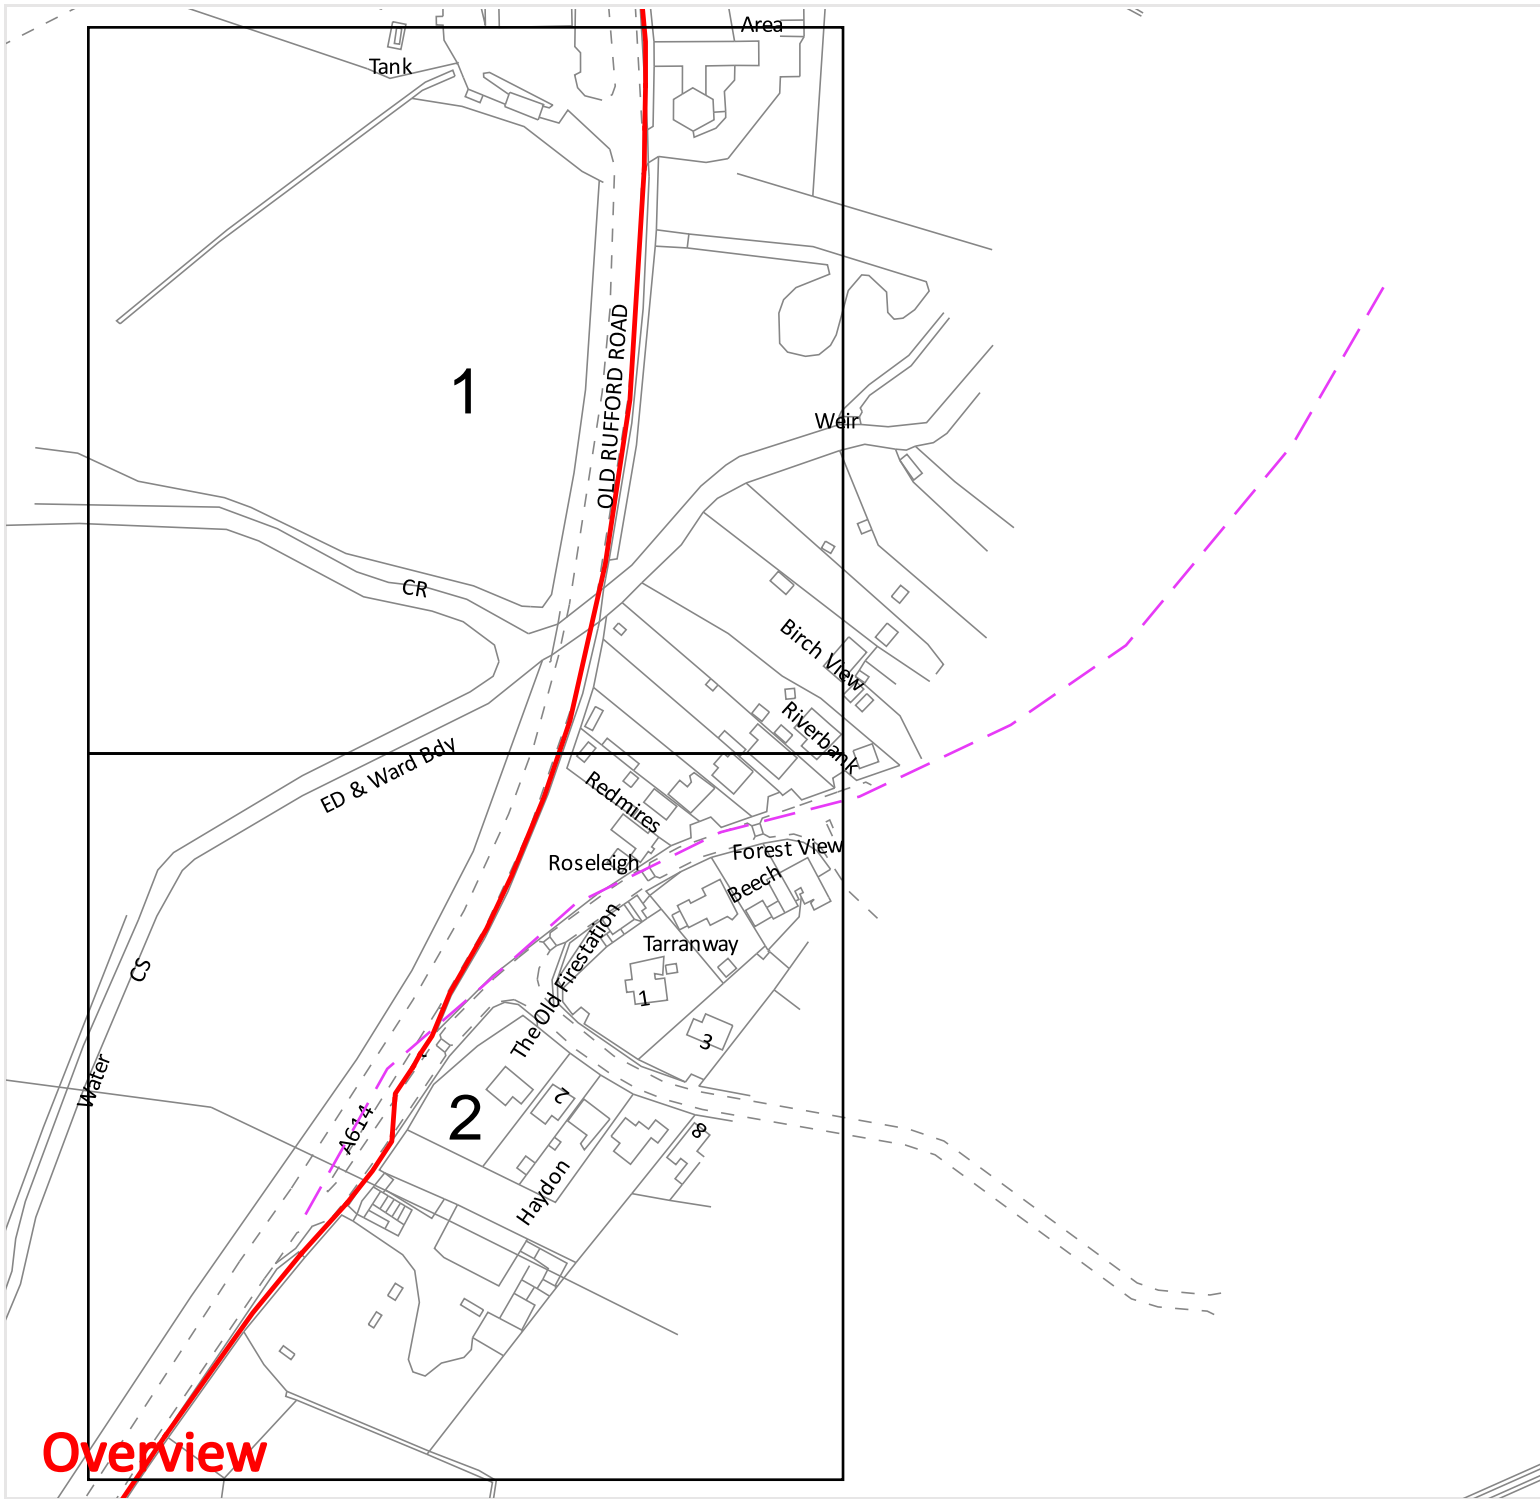 Area
Tank
OLD RUFFORD ROAD
1
Weir
CR
Birch View
Riverbank
ED & Ward Bdy
Redmires
Roseleigh
Forest View
Beech
The Old Firestation
Tarranway
CS
1
3
Water
A614
2
2
8
Haydon
Overview